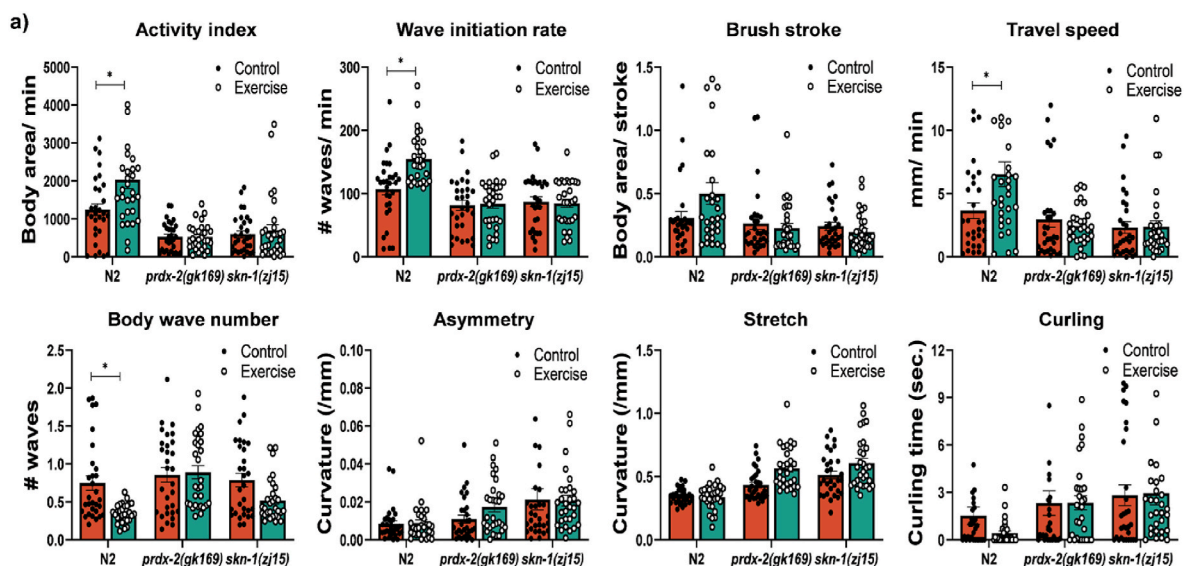 a)
Activity index
Body area/ min
5000
4000
3000
2000
1000
0
*
Control
Exercise
N2
prdx-2(gk169)
skn-1(zj15)
Wave initiation rate
# waves/ min
300
200
100
0
*
Control
Exercise
N2
prdx-2(gk169)
skn-1(zj15)
Brush stroke
Body area/ stroke
1.5
1.0
0.5
0.0
Control
Exercise
N2
prdx-2(gk169)
skn-1(zj15)
Travel speed
mm/ min
15
10
5
0
*
Control
Exercise
N2
prdx-2(gk169)
skn-1(zj15)
Body wave number
# waves
2.5
2.0
1.5
1.0
0.5
0.0
*
Control
Exercise
N2
prdx-2(gk169)
skn-1(zj15)
Asymmetry
Curvature (/mm)
0.10
0.08
0.06
0.04
0.02
0.00
Control
Exercise
N2
prdx-2(gk169)
skn-1(zj15)
Stretch
Curvature (/mm)
1.5
1.0
0.5
0.0
Control
Exercise
N2
prdx-2(gk169)
skn-1(zj15)
Curling
Curling time (sec.)
12
9
6
3
0
Control
Exercise
N2
prdx-2(gk169)
skn-1(zj15)